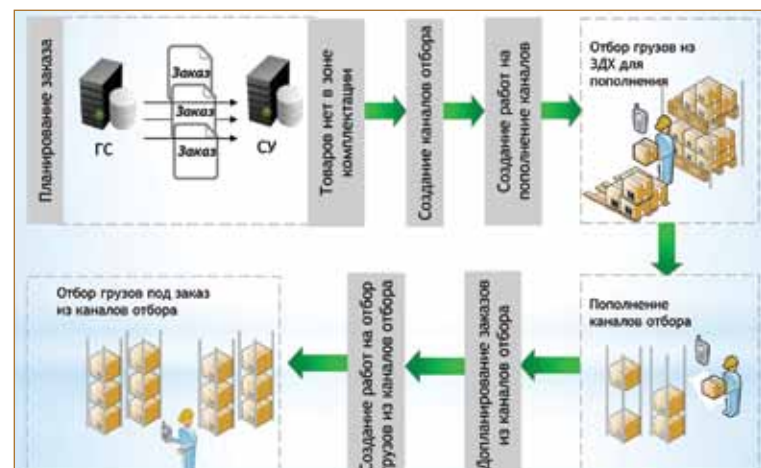 Планирование заказа
Заказ
Заказ
Заказ
ГС
СУ
Товаров нет в зоне
комплектации
Создание каналов отбора
Создание работ на
пополнение каналов
Отбор грузов из
ЗДХ для
пополнения
Пополнение
каналов отбора
Допланирование заказов
из каналов отбора
Создание работ на отбор
грузов из каналов отбора
Отбор грузов под заказ
из каналов отбора